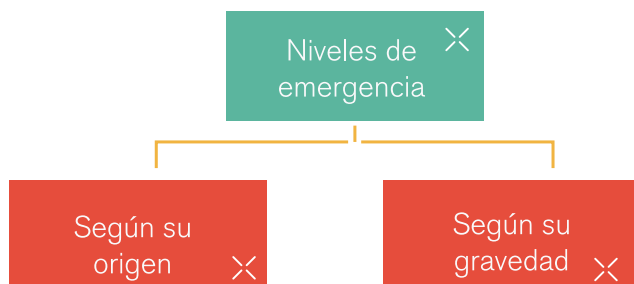 Niveles de
emergencia
Según su
origen
Según su
gravedad